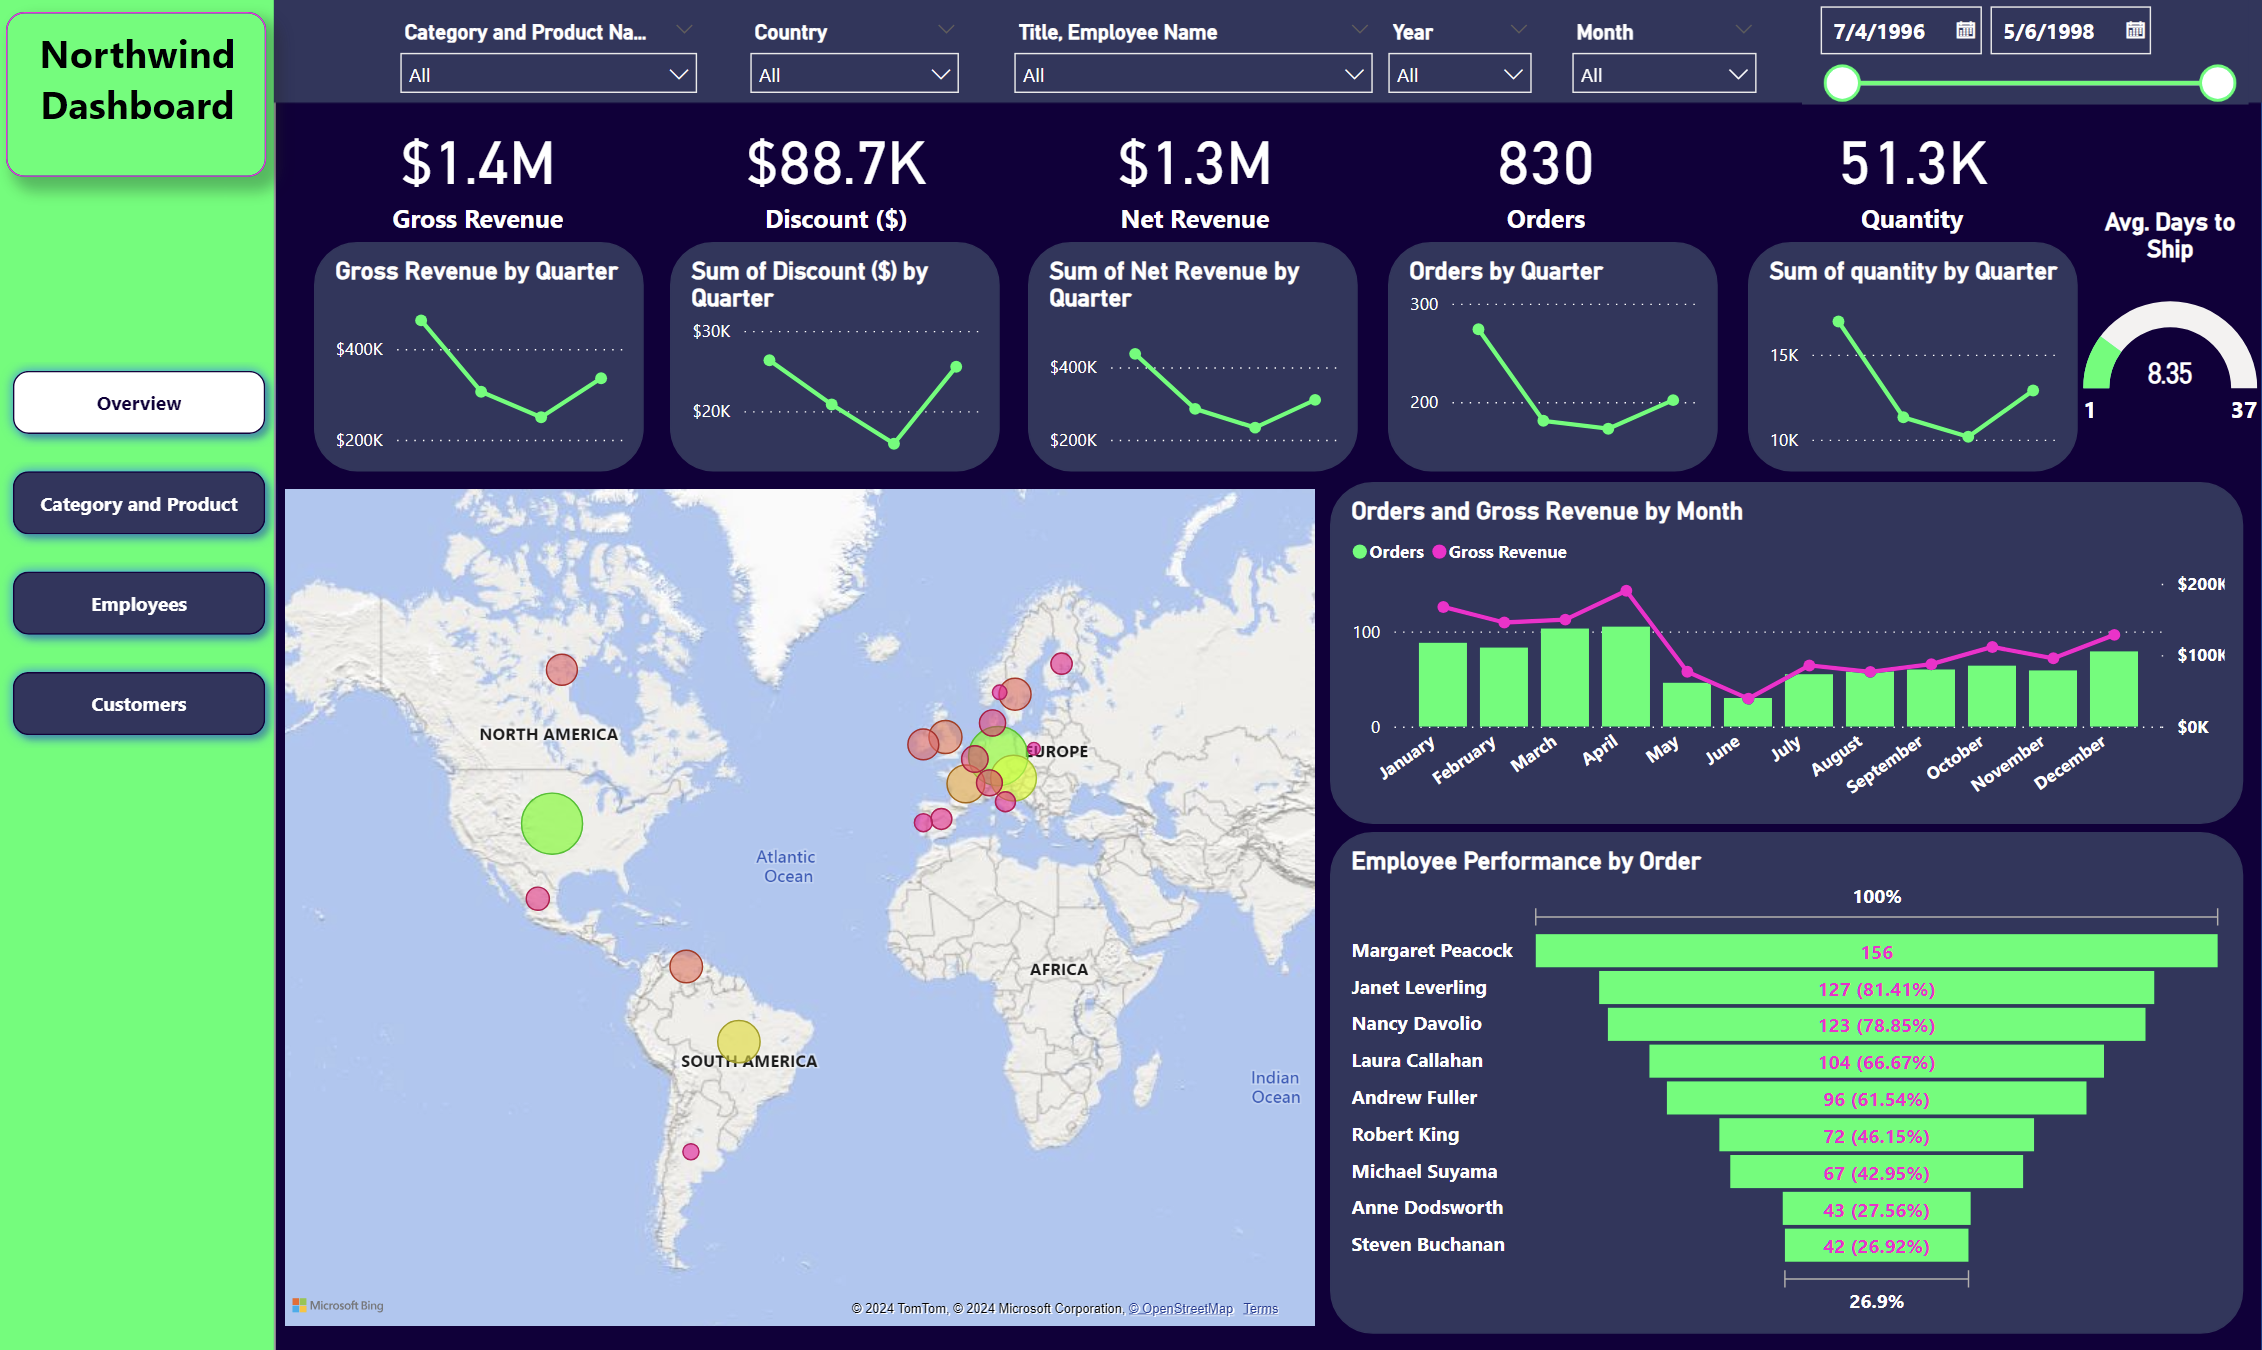 Northwind
Dashboard
Overview
Category and Product
Employees
Customers
Category and Product Na...
All
Country
All
Title, Employee Name
All
Year
All
Month
All
7/4/1996
5/6/1998
$1.4M
Gross Revenue
$88.7K
Discount ($)
$1.3M
Net Revenue
830
Orders
51.3K
Quantity
Gross Revenue by Quarter
$400K
$200K
Sum of Discount ($) by
Quarter
$30K
$20K
Sum of Net Revenue by
Quarter
$400K
$200K
Orders by Quarter
300
200
Sum of quantity by Quarter
15K
10K
Avg. Days to
Ship
8.35
1
37
NORTH AMERICA
EUROPE
Atlantic
Ocean
AFRICA
SOUTH AMERICA
Indian
Ocean
Microsoft Bing
© 2024 TomTom, © 2024 Microsoft Corporation, © OpenStreetMap Terms
Orders and Gross Revenue by Month
Orders
Gross Revenue
100
0
$200K
$100K
$0K
January
February
March
April
May
June
July
August
September
October
November
December
Employee Performance by Order
100%
Margaret Peacock
156
Janet Leverling
127 (81.41%)
Nancy Davolio
123 (78.85%)
Laura Callahan
104 (66.67%)
Andrew Fuller
96 (61.54%)
Robert King
72 (46.15%)
Michael Suyama
67 (42.95%)
Anne Dodsworth
43 (27.56%)
Steven Buchanan
42 (26.92%)
26.9%